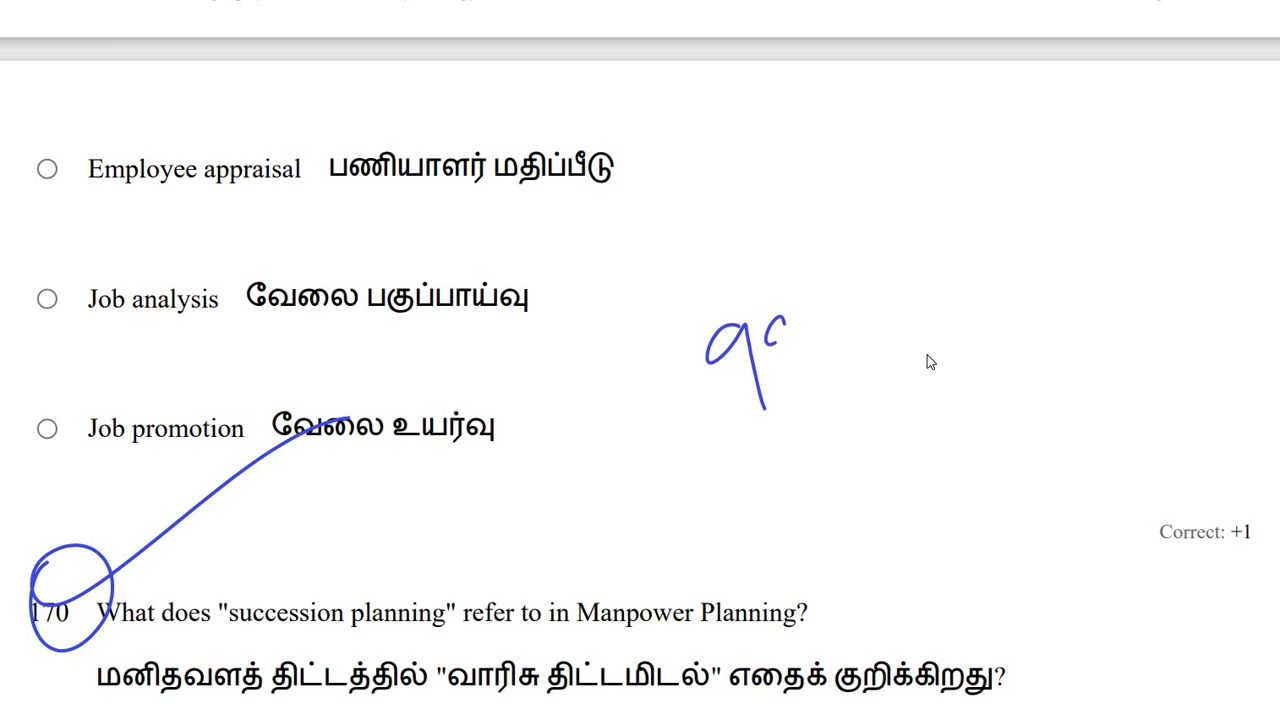 Employee appraisal பணியாளர் மதிப்பீடு
Job analysis வேலை பகுப்பாய்வு
Job promotion வேலை உயர்வு
Correct: +1
170 What does "succession planning" refer to in Manpower Planning?
மனிதவளத் திட்டத்தில் "வாரிசு திட்டமிடல்" எதைக் குறிக்கிறது?